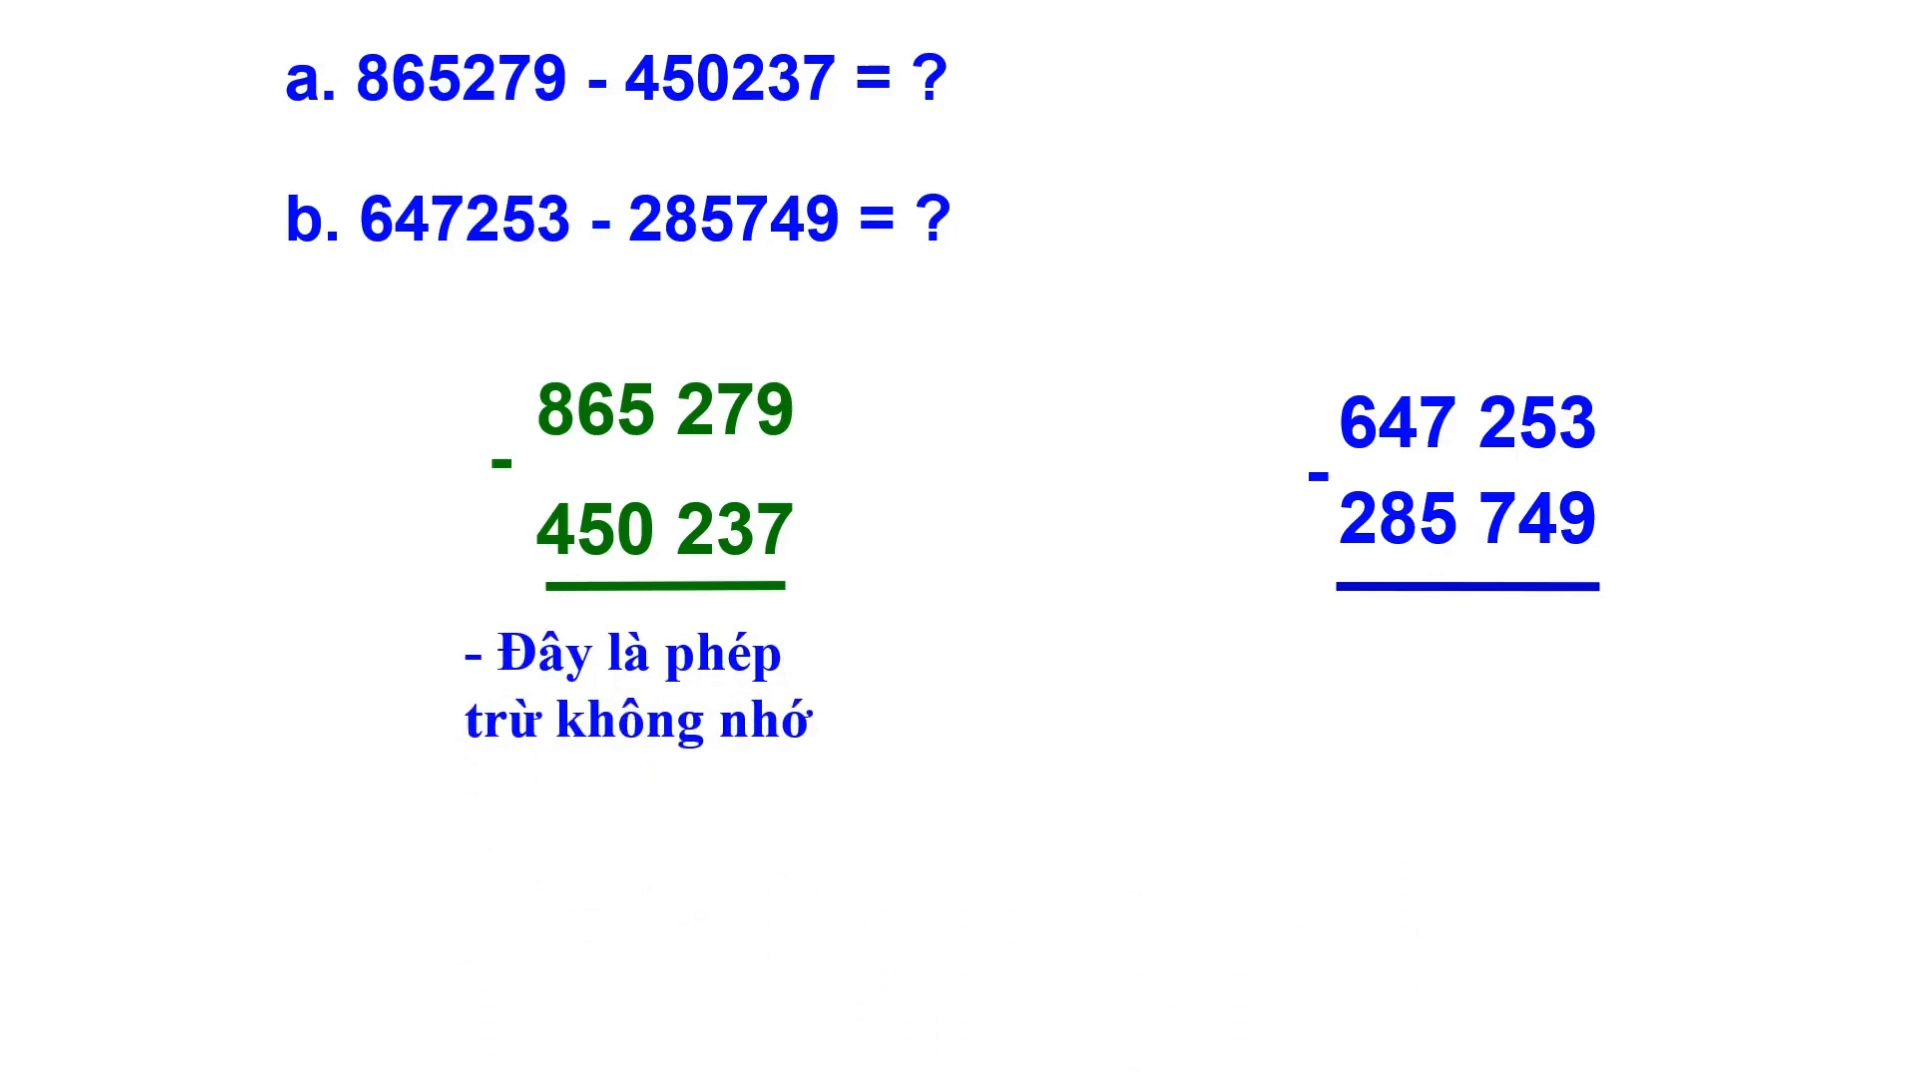 a. 865279 - 450237 = ?
b. 647253 - 285749 = ?
865 279
-
450 237
- Đây là phép
trừ không nhớ
647 253
-
285 749